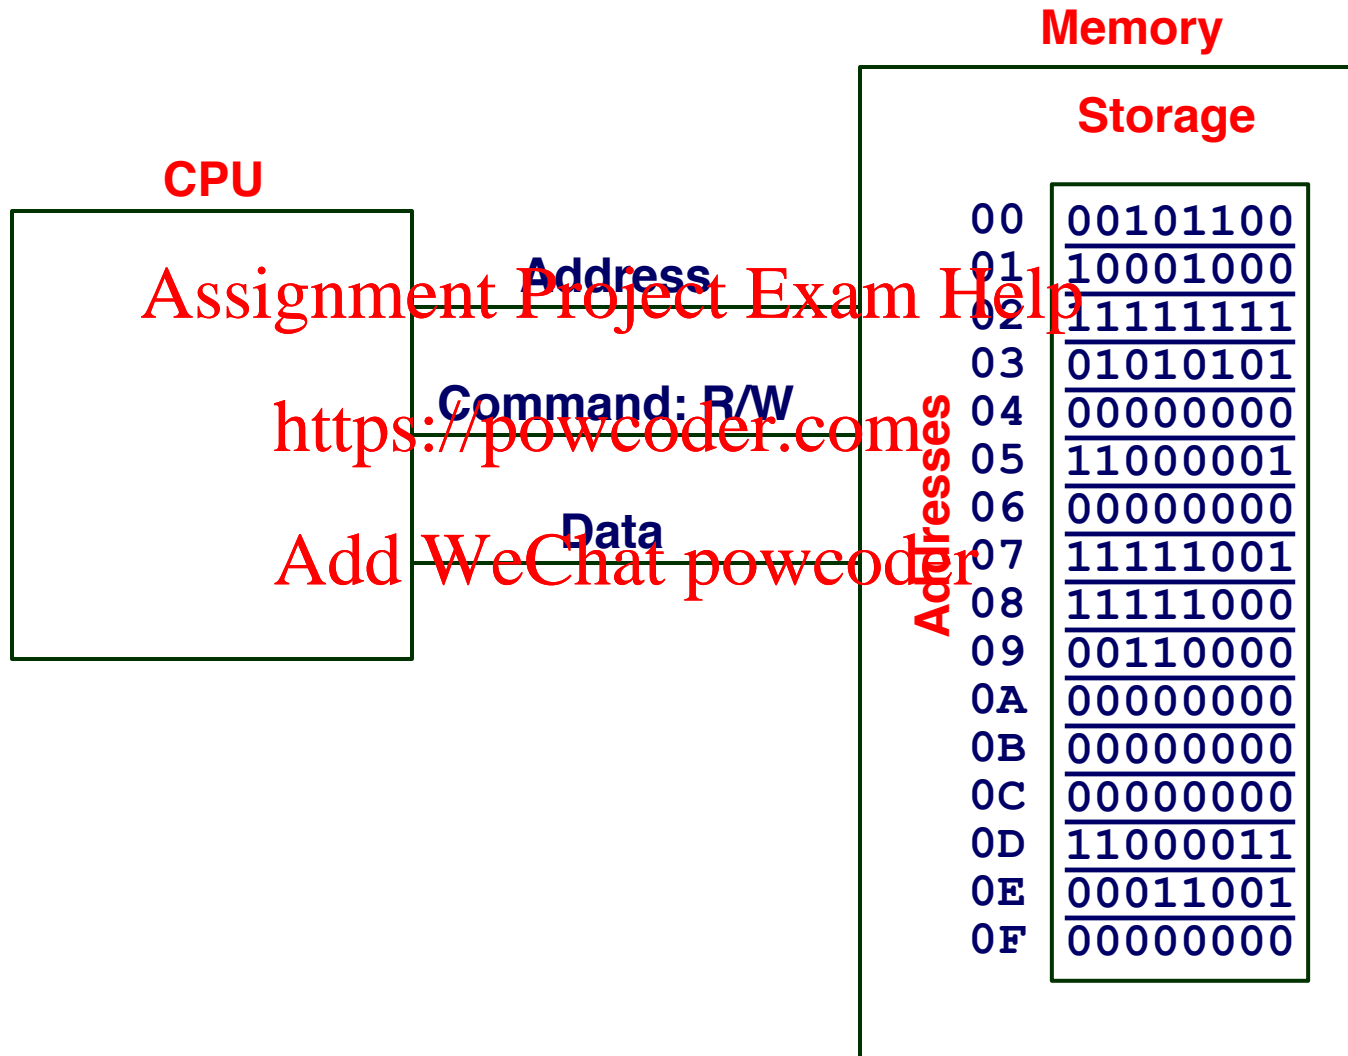 Memory
Storage
CPU
Address
Command: R/W
Data
Addresses
00 00101100
01 10001000
02 11111111
03 01010101
04 00000000
05 11000001
06 00000000
07 11111001
08 11111000
09 00110000
0A 00000000
0B 00000000
0C 00000000
0D 11000011
0E 00011001
0F 00000000
Assignment Project Exam Help
https://powcoder.com
Add WeChat powcoder